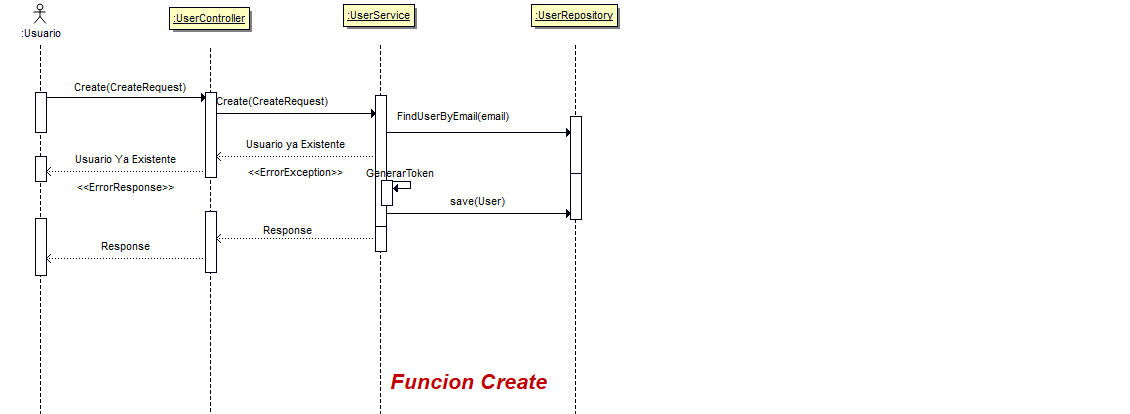 :Usuario
:UserController
:UserService
:UserRepository
Create(CreateRequest)
Create(CreateRequest)
FindUserByEmail(email)
Usuario ya Existente
<<ErrorException>>
Usuario Ya Existente
<<ErrorResponse>>
GenerarToken
save(User)
Response
Response
Funcion Create